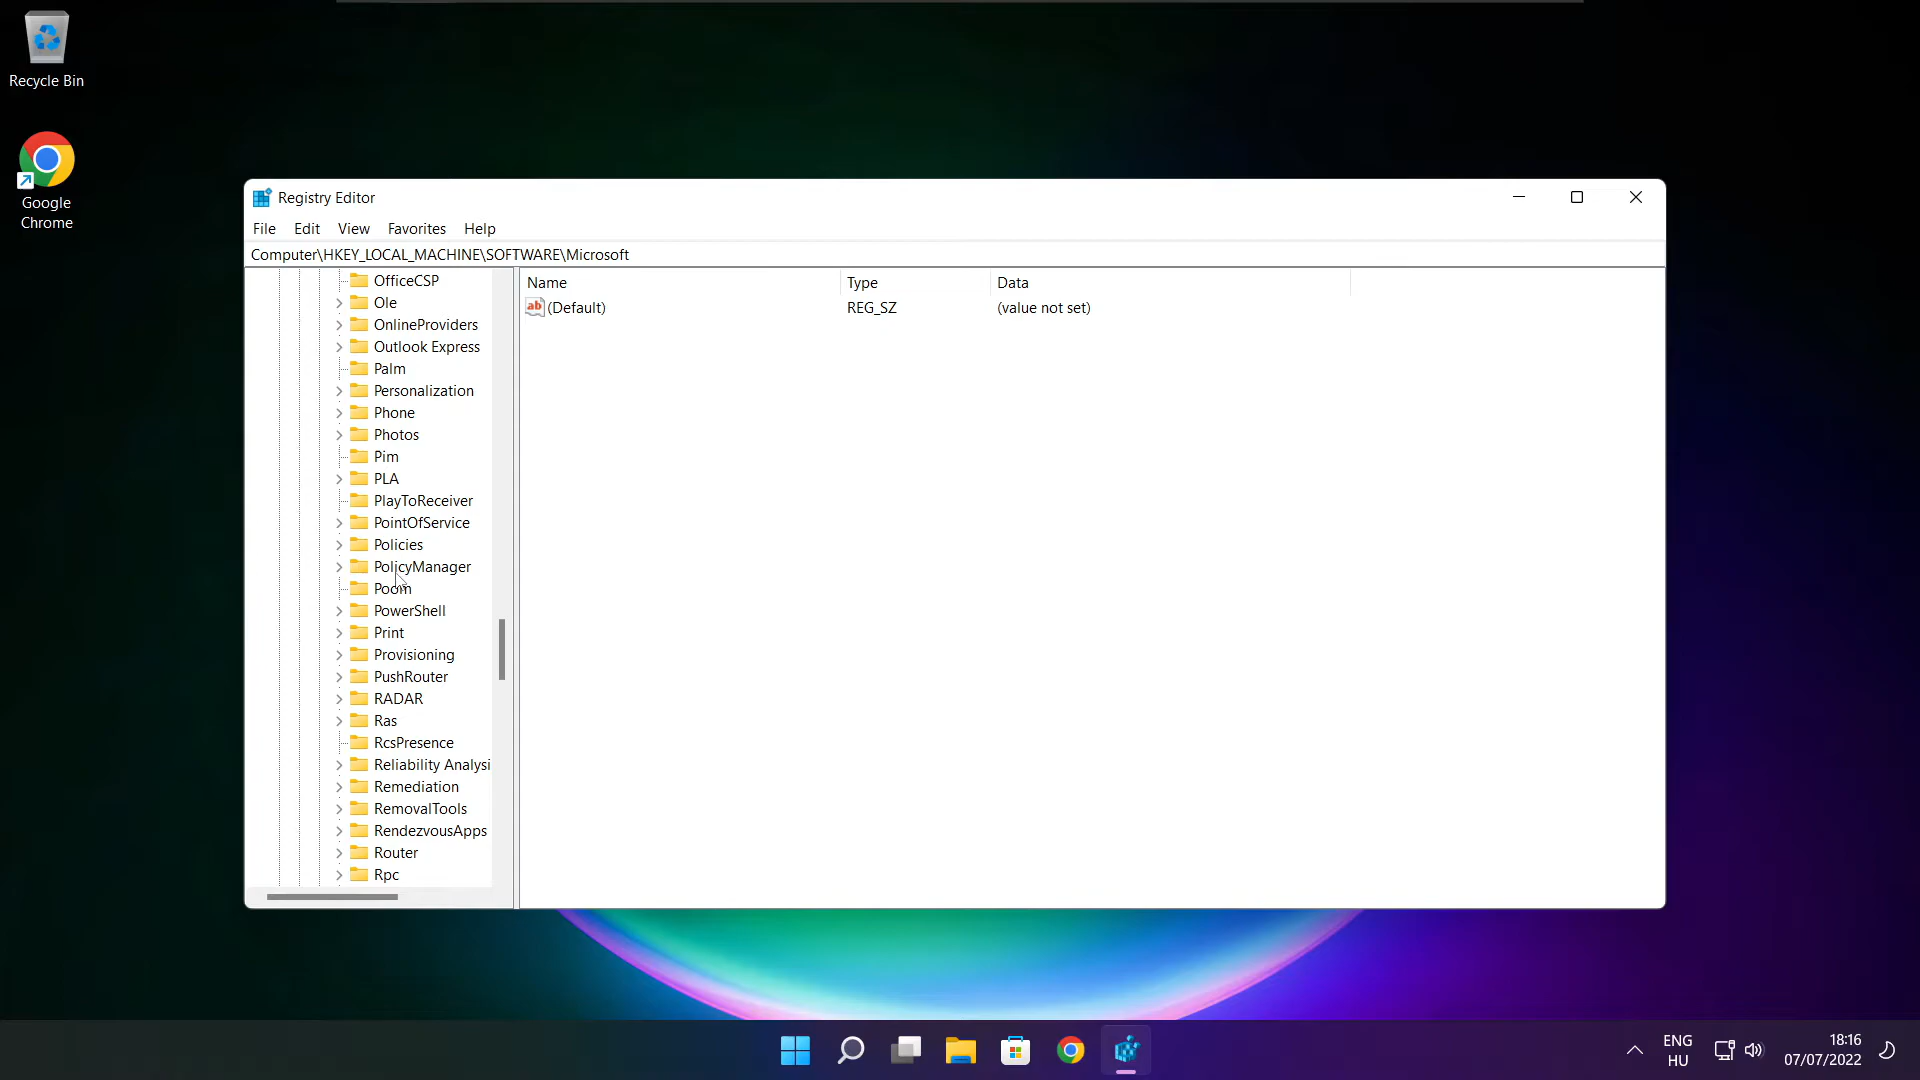 Recycle Bin
Google
Chrome
Registry Editor
File Edit View Favorites Help
Computer\HKEY_LOCAL_MACHINE\SOFTWARE\Microsoft
OfficeCSP
Ole
OnlineProviders
Outlook Express
Palm
Personalization
Phone
Photos
Pim
PLA
PlayToReceiver
PointOfService
Policies
PolicyManager
Poom
PowerShell
Print
Provisioning
PushRouter
RADAR
Ras
RcsPresence
Reliability Analysi
Remediation
RemovalTools
RendezvousApps
Router
Rpc
Name Type Data
ab (Default) REG_SZ (value not set)
ENG
HU
18:16
07/07/2022